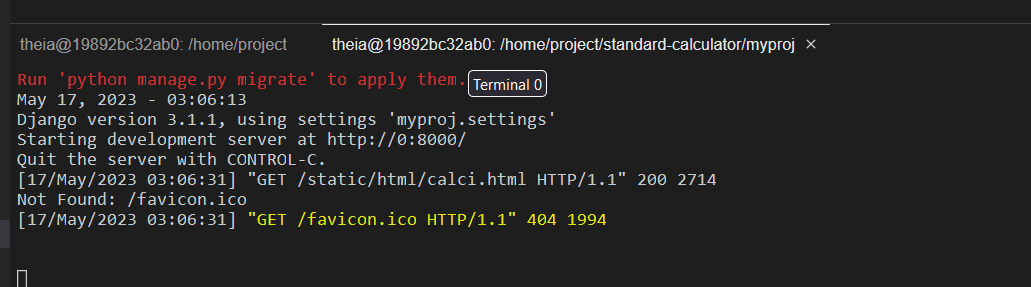 theia@19892bc32ab0: /home/project
theia@19892bc32ab0: /home/project/standard-calculator/myproj ×
Run 'python manage.py migrate' to apply them.
Terminal 0
May 17, 2023 - 03:06:13
Django version 3.1.1, using settings 'myproj.settings'
Starting development server at http://0:8000/
Quit the server with CONTROL-C.
[17/May/2023 03:06:31] "GET /static/html/calci.html HTTP/1.1" 200 2714
Not Found: /favicon.ico
[17/May/2023 03:06:31] "GET /favicon.ico HTTP/1.1" 404 1994